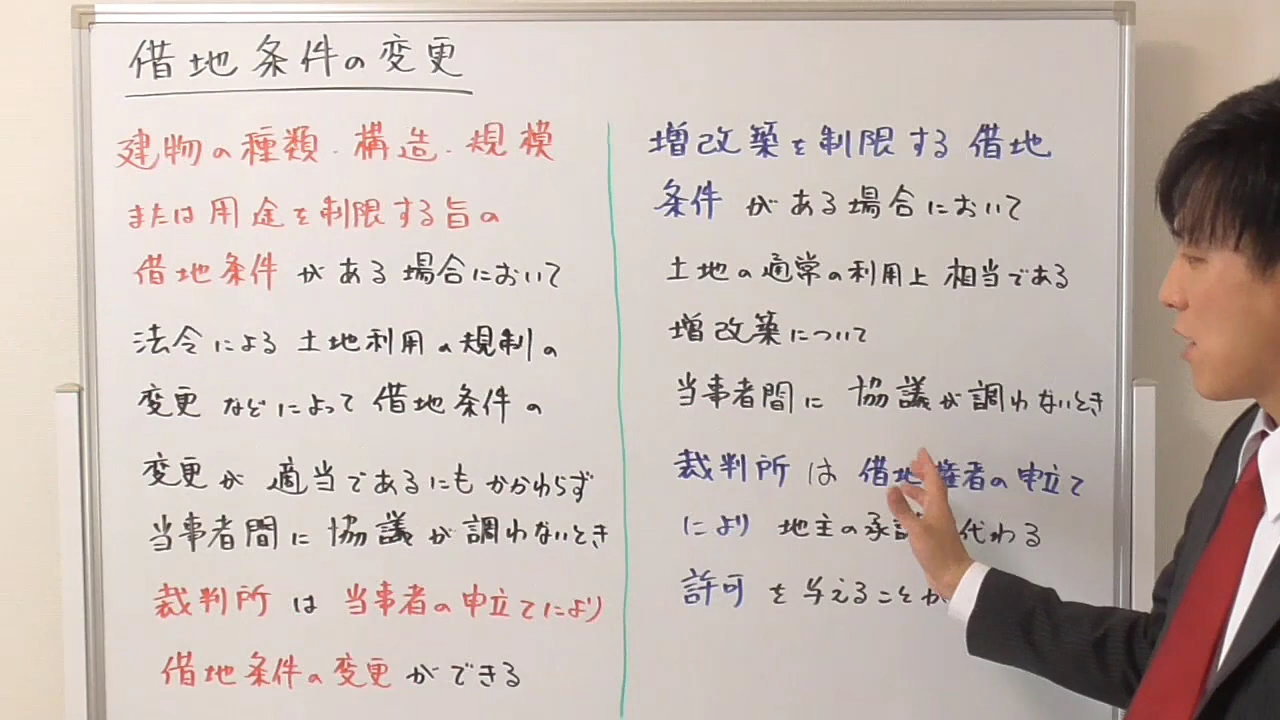 借地条件の変更
建物の種類・構造・規模
または用途を制限する旨の
借地条件がある場合において
法令による土地利用の規制の
変更などによって借地条件の
変更が適当であるにもかかわらず
当事者間に協議が調わないとき
裁判所は当事者の申立てにより
借地条件の変更ができる
増改築を制限する借地
条件がある場合において
土地の通常の利用上相当である
増改築について
当事者間に協議が調わないとき
裁判所は借地権者の申立て
により地主の承諾 代わる
許可を与えることが